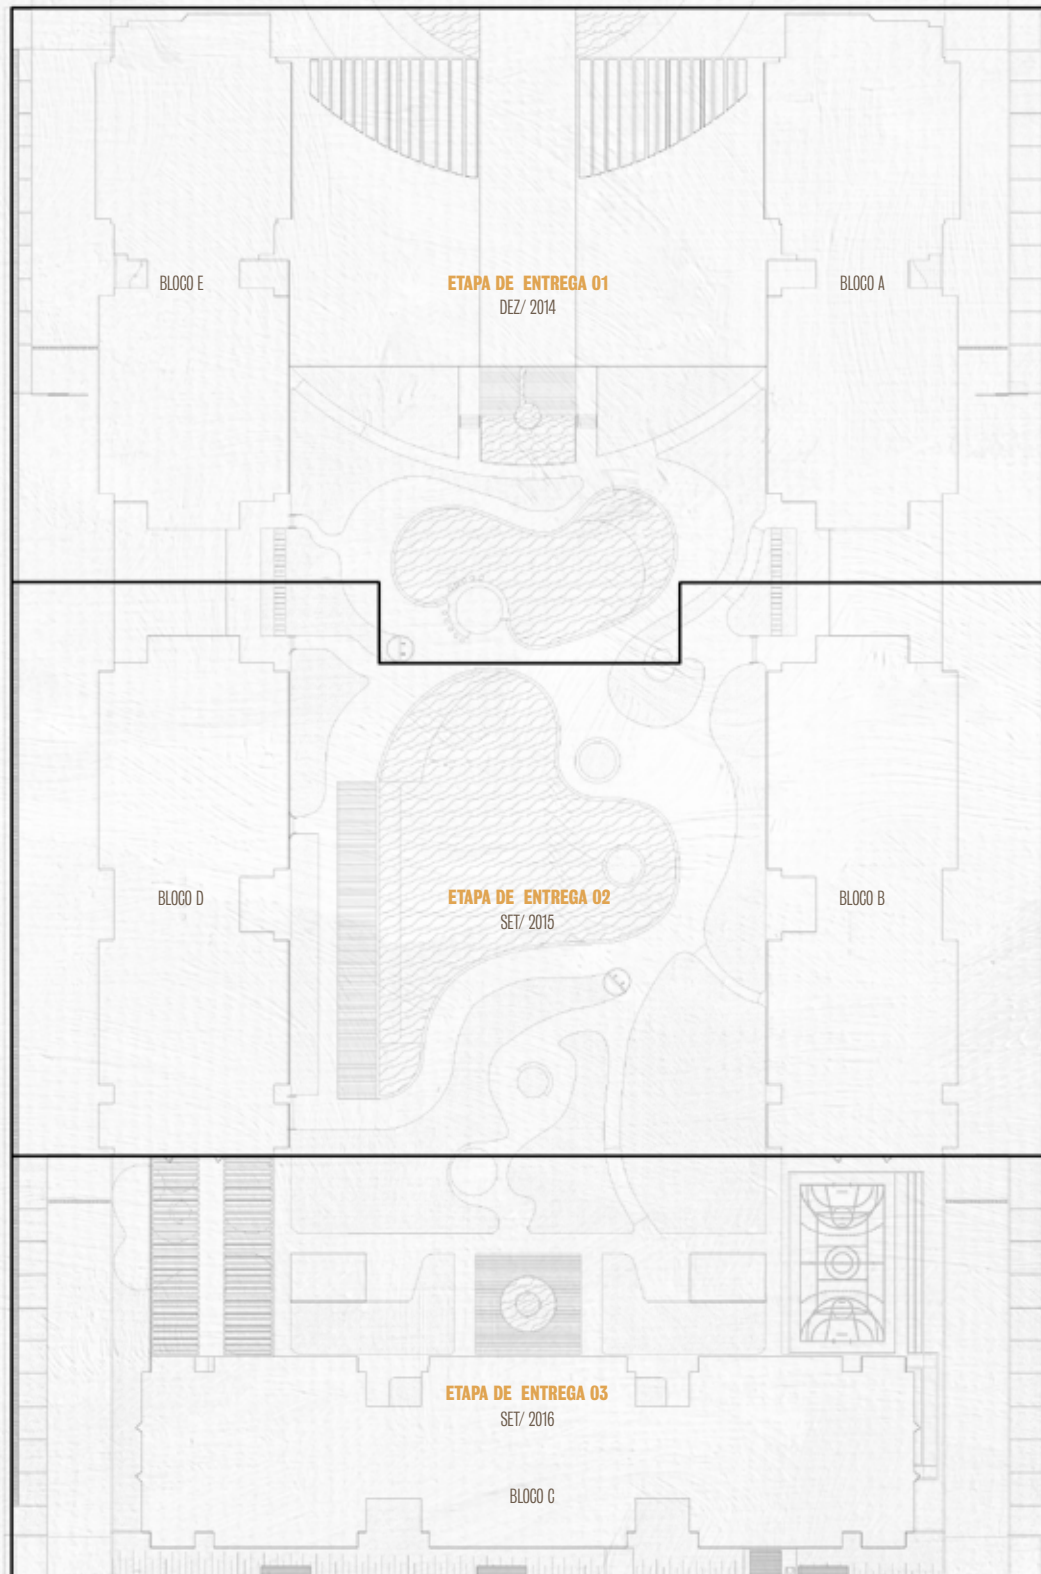 BLOCO E
ETAPA DE ENTREGA 01
DEZ/ 2014
BLOCO A
BLOCO D
ETAPA DE ENTREGA 02
SET/ 2015
BLOCO B
ETAPA DE ENTREGA 03
SET/ 2016
BLOCO C